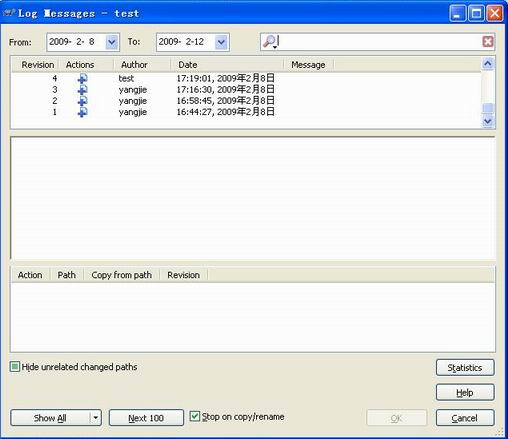 Log Messages - test
From: 2009- 2- 8 To: 2009- 2-12
Revision Actions Author Date Message
4 test 17:19:01, 2009年2月8日
3 yangjie 17:16:30, 2009年2月8日
2 yangjie 16:58:45, 2009年2月8日
1 yangjie 16:44:27, 2009年2月8日
Action Path Copy from path Revision
Hide unrelated changed paths
Statistics
Help
Show All Next 100 Stop on copy/rename OK Cancel